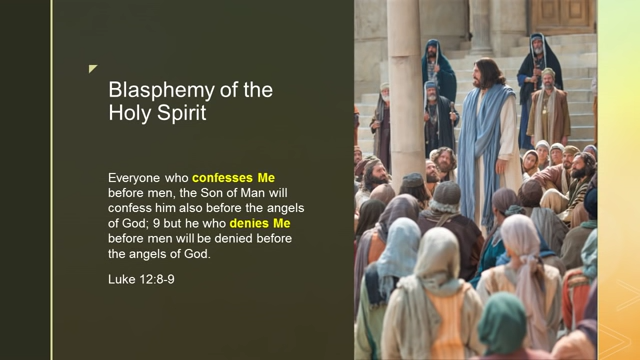 Blasphemy of the
Holy Spirit
Everyone who confesses Me
before men, the Son of Man will
confess him also before the angels
of God; 9 but he who denies Me
before men will be denied before
the angels of God.
Luke 12:8-9